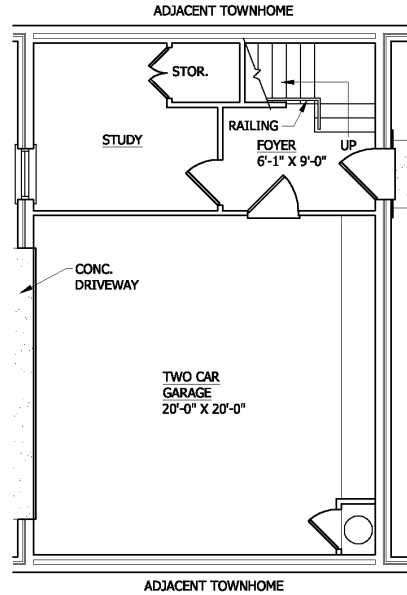 ADJACENT TOWNHOME
STOR.
STUDY
RAILING
FOYER
6'-1" X 9'-0"
UP
CONC.
DRIVEWAY
TWO CAR
GARAGE
20'-0" X 20'-0"
ADJACENT TOWNHOME